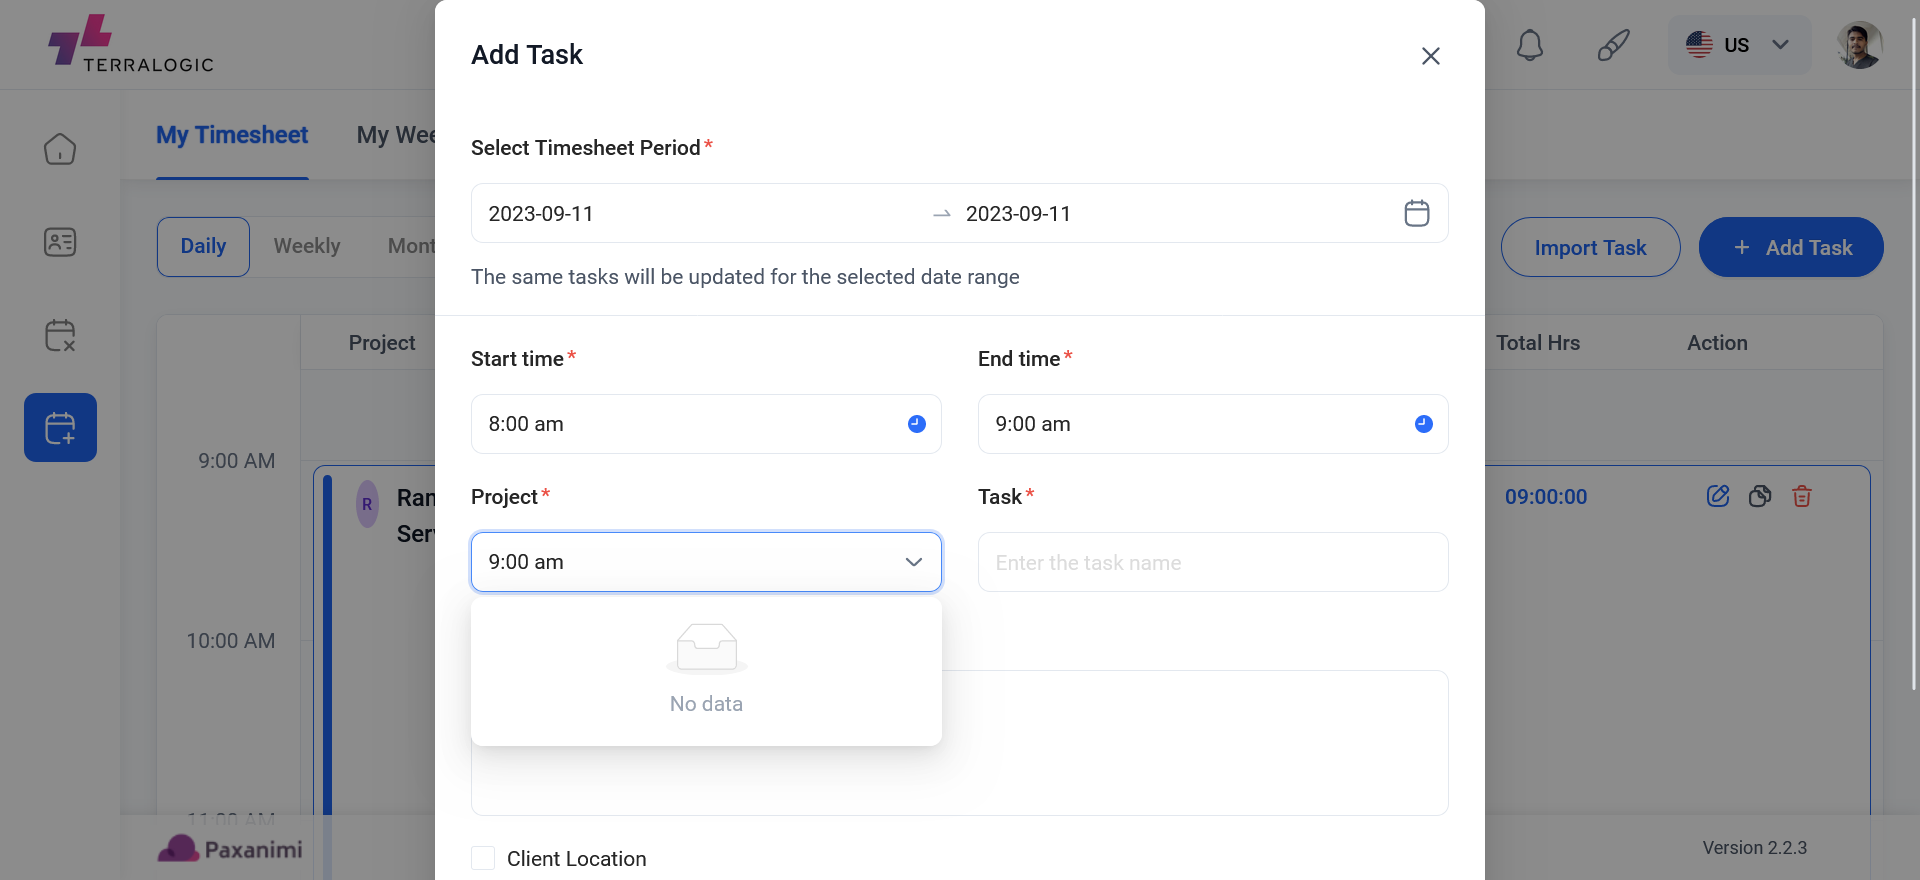 TERRALOGIC
Add Task
US
My Timesheet
My Wee
Select Timesheet Period*
2023-09-11
2023-09-11
The same tasks will be updated for the selected date range
Daily
Weekly
Mont
Import Task
+ Add Task
Project
Total Hrs
Action
Start time*
End time*
8:00 am
9:00 am
9:00 AM
R
Ran
Ser
09:00:00
Project*
Task*
9:00 am
Enter the task name
No data
10:00 AM
11:00 AM
Client Location
Paxanimi
Version 2.2.3